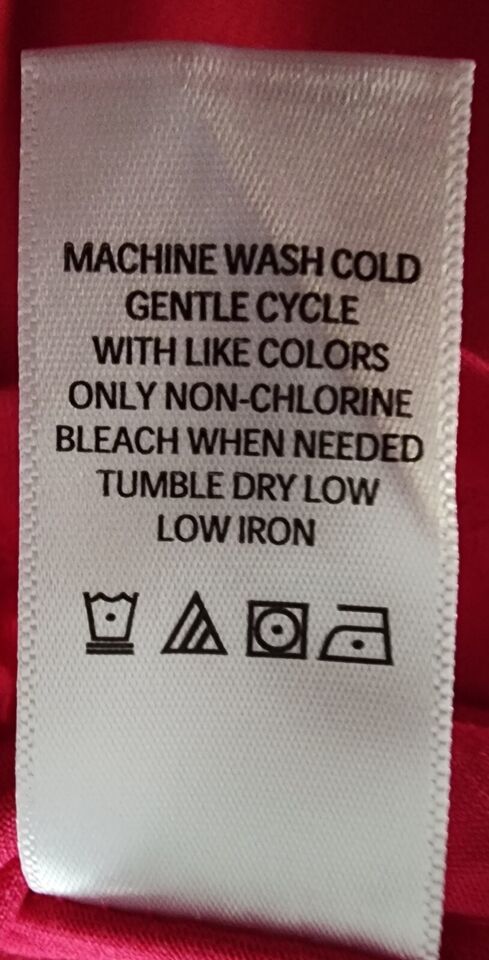 MACHINE WASH COLD
GENTLE CYCLE
WITH LIKE COLORS
ONLY NON-CHLORINE
BLEACH WHEN NEEDED
TUMBLE DRY LOW
LOW IRON